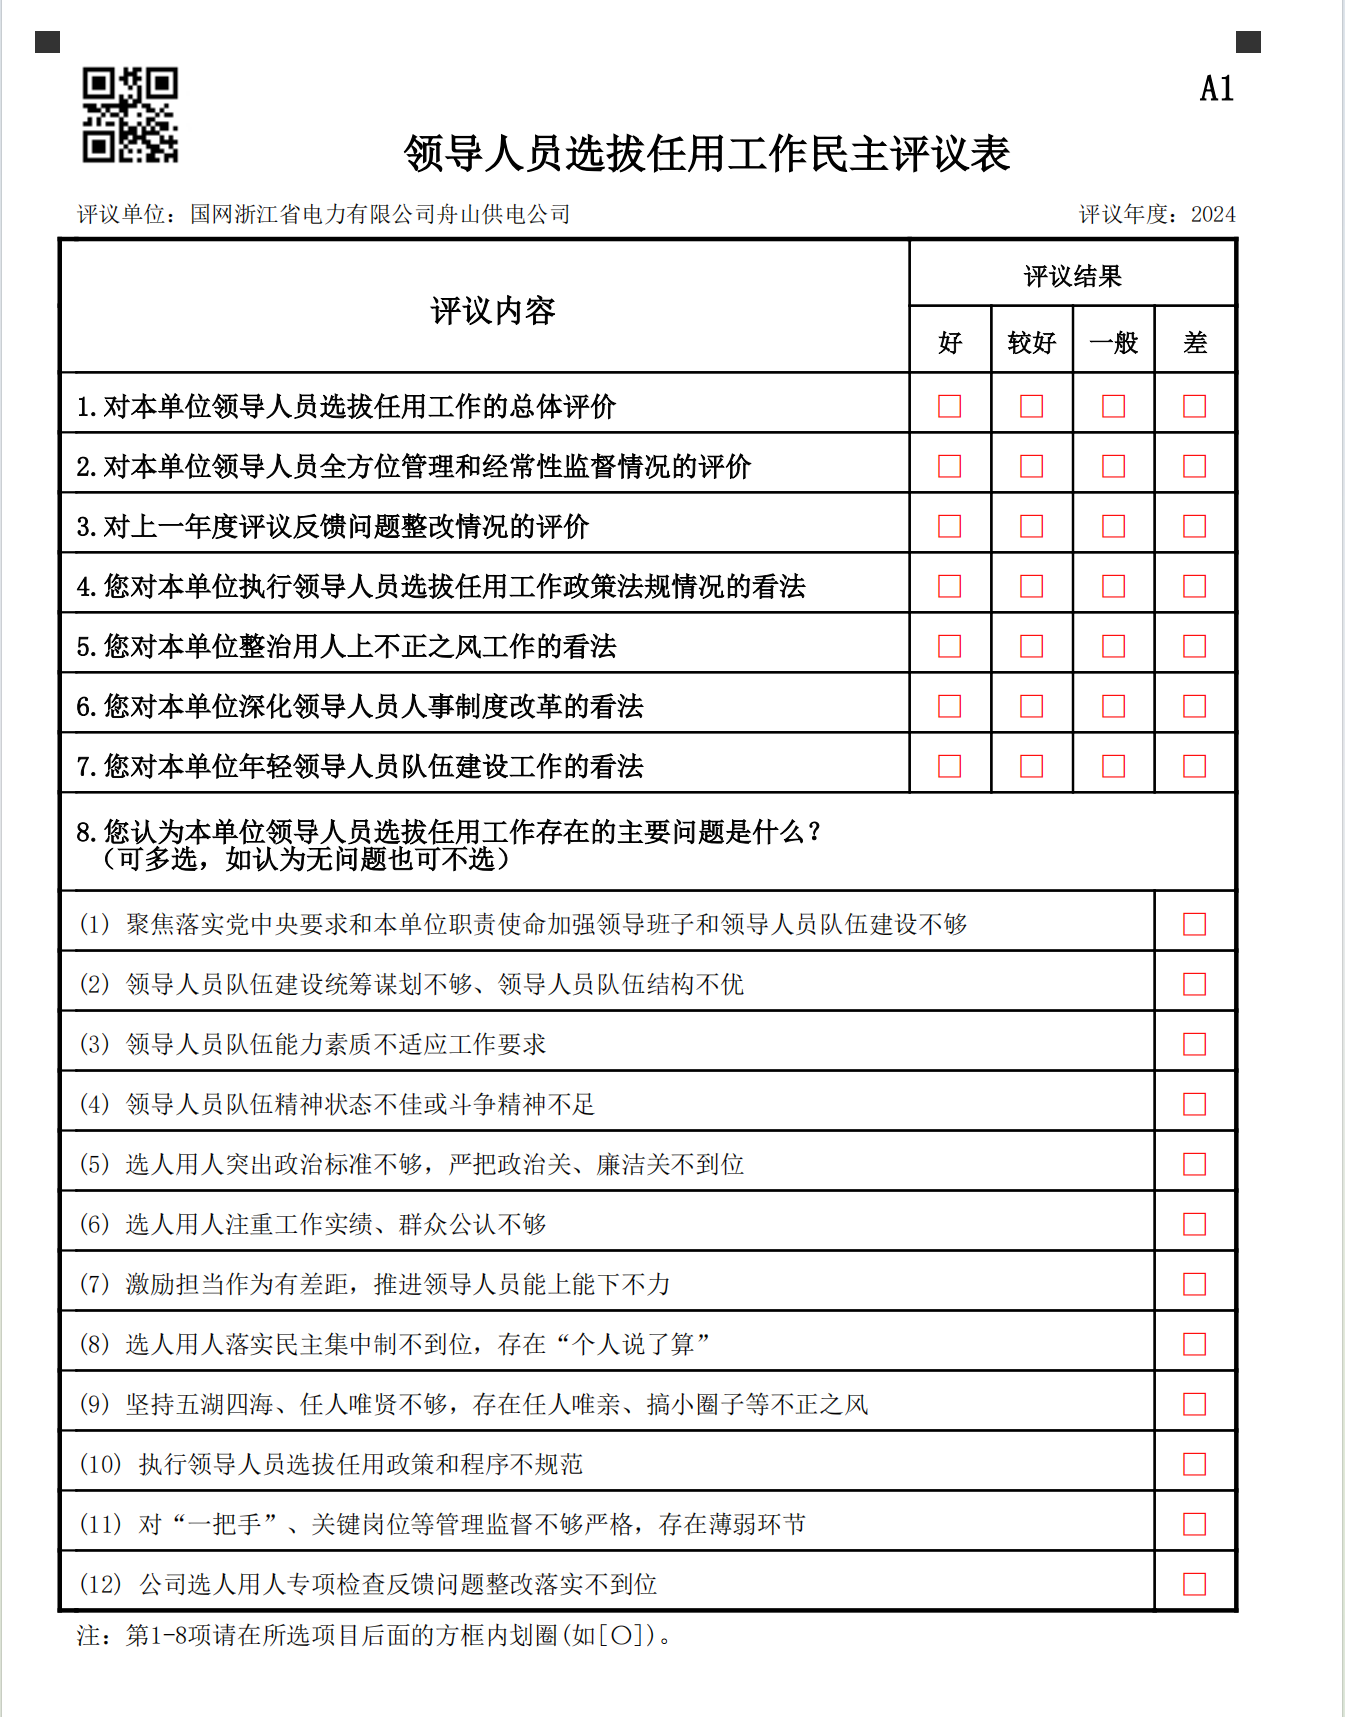 A1
领导人员选拔任用工作民主评议表
评议单位：国网浙江省电力有限公司舟山供电公司 评议年度：2024
评议内容 评议结果
好 较好 一般 差
1.对本单位领导人员选拔任用工作的总体评价 □ □ □ □
2.对本单位领导人员全方位管理和经常性监督情况的评价 □ □ □ □
3.对上一年度评议反馈问题整改情况的评价 □ □ □ □
4.您对本单位执行领导人员选拔任用工作政策法规情况的看法 □ □ □ □
5.您对本单位整治用人上不正之风工作的看法 □ □ □ □
6.您对本单位深化领导人员人事制度改革的看法 □ □ □ □
7.您对本单位年轻领导人员队伍建设工作的看法 □ □ □ □
8.您认为本单位领导人员选拔任用工作存在的主要问题是什么？
（可多选，如认为无问题也可不选）
(1) 聚焦落实党中央要求和本单位职责使命加强领导班子和领导人员队伍建设不够 □
(2) 领导人员队伍建设统筹谋划不够、领导人员队伍结构不优 □
(3) 领导人员队伍能力素质不适应工作要求 □
(4) 领导人员队伍精神状态不佳或斗争精神不足 □
(5) 选人用人突出政治标准不够，严把政治关、廉洁关不到位 □
(6) 选人用人注重工作实绩、群众公认不够 □
(7) 激励担当作为有差距，推进领导人员能上能下不力 □
(8) 选人用人落实民主集中制不到位，存在“个人说了算” □
(9) 坚持五湖四海、任人唯贤不够，存在任人唯亲、搞小圈子等不正之风 □
(10) 执行领导人员选拔任用政策和程序不规范 □
(11) 对“一把手”、关键岗位等管理监督不够严格，存在薄弱环节 □
(12) 公司选人用人专项检查反馈问题整改落实不到位 □
注：第1-8项请在所选项目后面的方框内划圈(如[〇])。